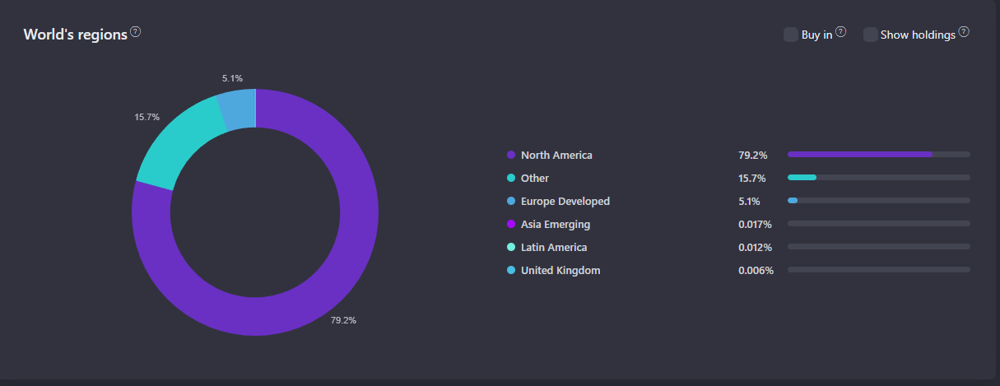 World's regions ?
Buy in ? Show holdings ?
5.1%
15.7%
79.2%
North America 79.2%
Other 15.7%
Europe Developed 5.1%
Asia Emerging 0.017%
Latin America 0.012%
United Kingdom 0.006%